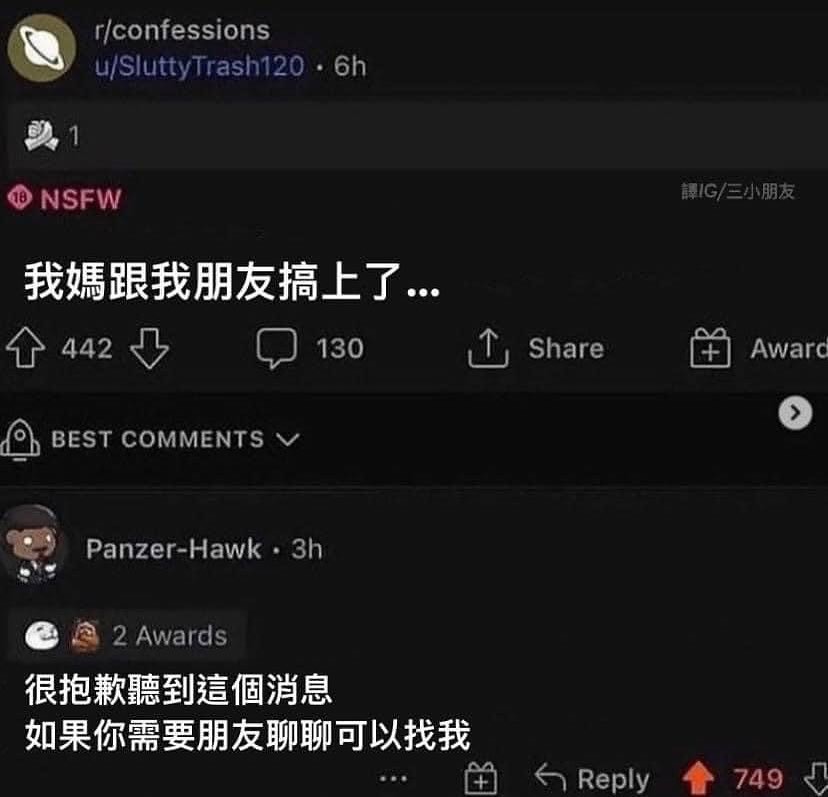 r/confessions
u/SluttyTrash120 · 6h
1
18 NSFW
譯IG/三小朋友
我媽跟我朋友搞上了...
442 130 Share Award
BEST COMMENTS
Panzer-Hawk · 3h
2 Awards
很抱歉聽到這個消息
如果你需要朋友聊聊可以找我
... Reply 749